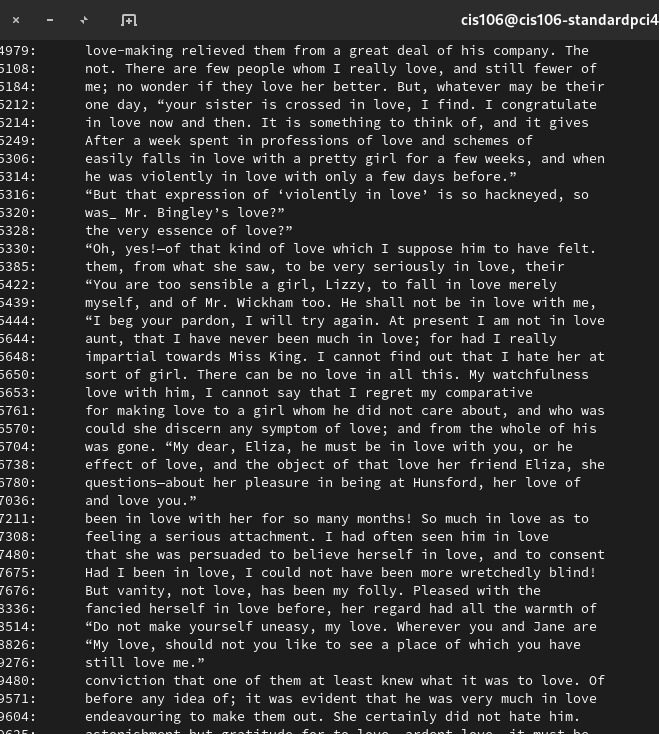 cis106@cis106-standardpci4
4979: love-making relieved them from a great deal of his company. The
5108: not. There are few people whom I really love, and still fewer of
5184: me; no wonder if they love her better. But, whatever may be their
5212: one day, “your sister is crossed in love, I find. I congratulate
5214: in love now and then. It is something to think of, and it gives
5249: After a week spent in professions of love and schemes of
5306: easily falls in love with a pretty girl for a few weeks, and when
5314: he was violently in love with only a few days before.”
5316: “But that expression of ‘violently in love’ is so hackneyed, so
5320: was_ Mr. Bingley’s love?”
5328: the very essence of love?”
5330: “Oh, yes!—of that kind of love which I suppose him to have felt.
5385: them, from what she saw, to be very seriously in love, their
5422: “You are too sensible a girl, Lizzy, to fall in love merely
5439: myself, and of Mr. Wickham too. He shall not be in love with me,
5444: “I beg your pardon, I will try again. At present I am not in love
5644: aunt, that I have never been much in love; for had I really
5648: impartial towards Miss King. I cannot find out that I hate her at
5650: sort of girl. There can be no love in all this. My watchfulness
5653: love with him, I cannot say that I regret my comparative
5761: for making love to a girl whom he did not care about, and who was
6570: could she discern any symptom of love; and from the whole of his
6704: was gone. “My dear, Eliza, he must be in love with you, or he
6738: effect of love, and the object of that love her friend Eliza, she
6780: questions—about her pleasure in being at Hunsford, her love of
7036: and love you.”
7211: been in love with her for so many months! So much in love as to
7308: feeling a serious attachment. I had often seen him in love
7480: that she was persuaded to believe herself in love, and to consent
7675: Had I been in love, I could not have been more wretchedly blind!
7676: But vanity, not love, has been my folly. Pleased with the
8336: fancied herself in love before, her regard had all the warmth of
8514: “Do not make yourself uneasy, my love. Wherever you and Jane are
8826: “My love, should not you like to see a place of which you have
9276: still love me.”
9480: conviction that one of them at least knew what it was to love. Of
9571: before any idea of; it was evident that he was very much in love
9604: endeavouring to make them out. She certainly did not hate him.
9625: astonishment but gratitude—for to love, ardent love, it must be